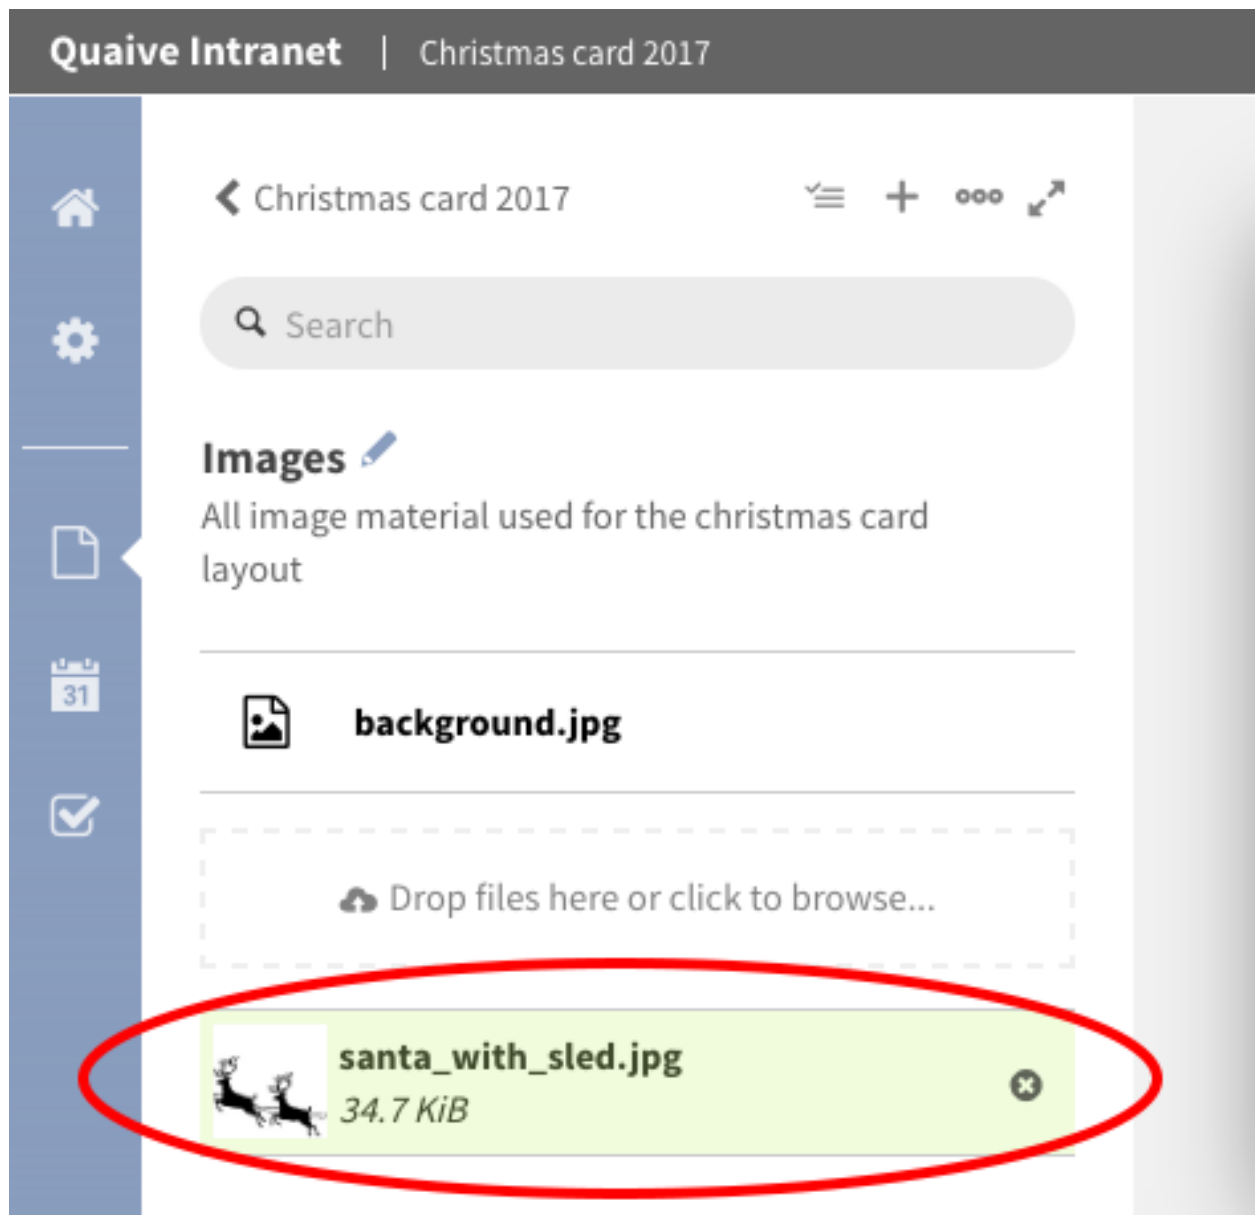 Quaive Intranet | Christmas card 2017
Christmas card 2017
Search
Images
All image material used for the christmas card
layout
31
background.jpg
Drop files here or click to browse...
santa_with_sled.jpg
34.7 KiB